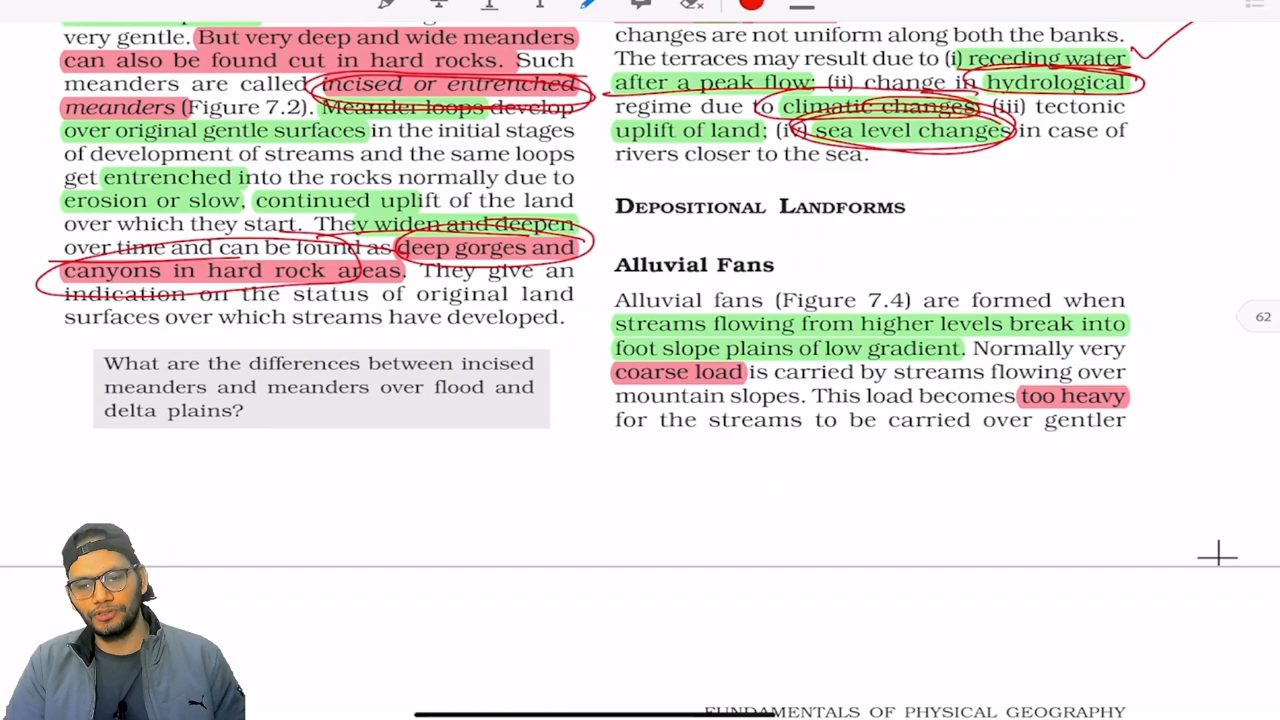 very gentle. But very deep and wide meanders
can also be found cut in hard rocks. Such
meanders are called incised or entrenched
meanders (Figure 7.2). Meander loops develop
over original gentle surfaces in the initial stages
of development of streams and the same loops
get entrenched into the rocks normally due to
erosion or slow, continued uplift of the land
over which they start. They widen and deepen
over time and can be found as deep gorges and
canyons in hard rock areas. They give an
indication on the status of original land
surfaces over which streams have developed.
What are the differences between incised
meanders and meanders over flood and
delta plains?
changes are not uniform along both the banks.
The terraces may result due to (i) receding water
after a peak flow; (ii) change in hydrological
regime due to climatic changes; (iii) tectonic
uplift of land; (iv) sea level changes in case of
rivers closer to the sea.
DEPOSITIONAL LANDFORMS
Alluvial Fans
Alluvial fans (Figure 7.4) are formed when
streams flowing from higher levels break into
foot slope plains of low gradient. Normally very
coarse load is carried by streams flowing over
mountain slopes. This load becomes too heavy
for the streams to be carried over gentler
62
FUNDAMENTALS OF PHYSICAL GEOGRAPHY